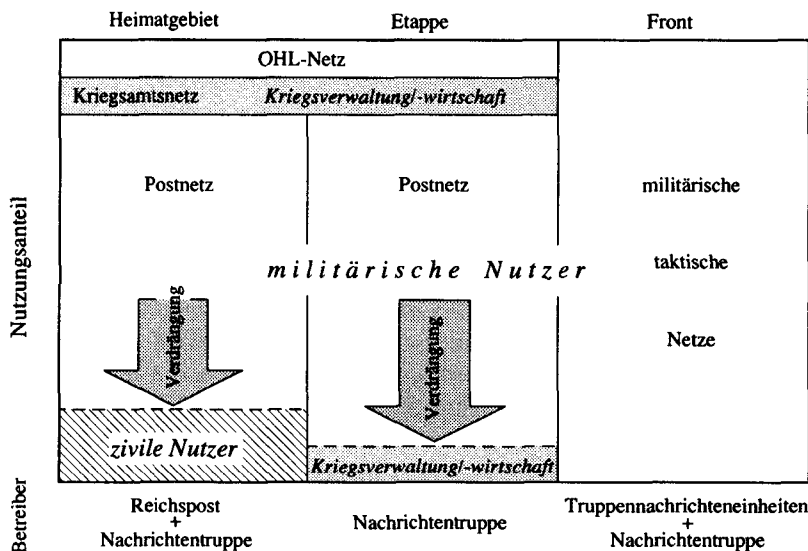 Heimatgebiet Etappe Front
OHL-Netz
Kriegsamtsnetz Kriegsverwaltung/-wirtschaft
Postnetz Postnetz militärische
militärische Nutzer
taktische
Netze
Verdrängung
Verdrängung
zivile Nutzer
Kriegsverwaltung/-wirtschaft
Nutzungsanteil
Betreiber
Reichspost
+
Nachrichtentruppe
Nachrichtentruppe
Truppennachrichteneinheiten
+
Nachrichtentruppe